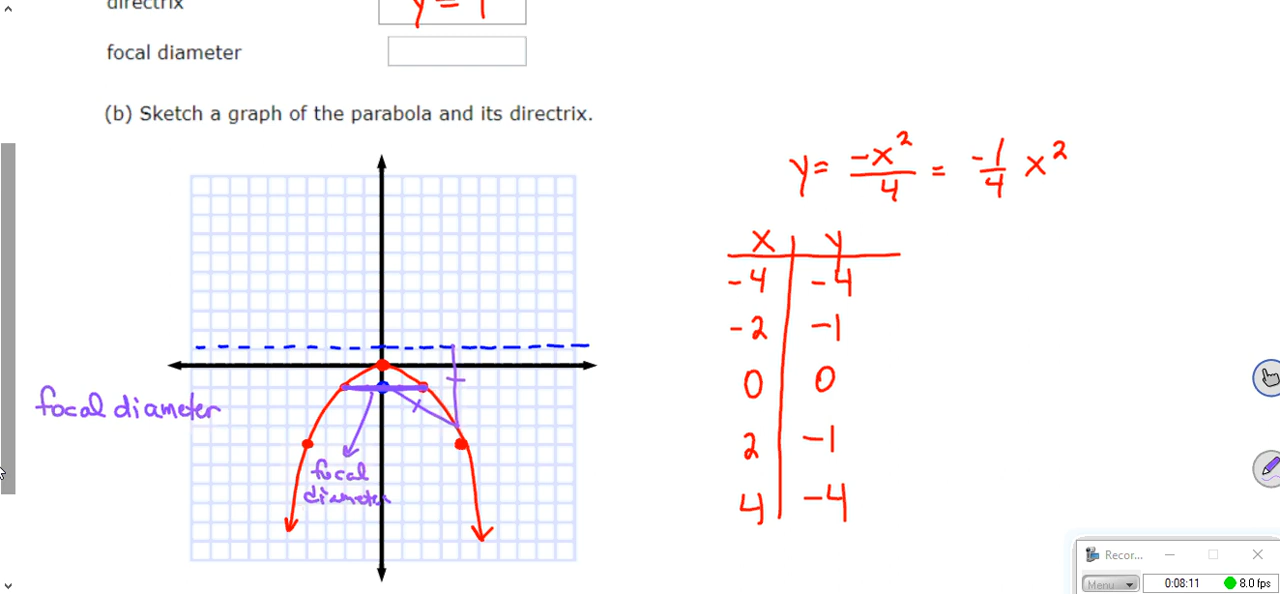 directrix
y = 1
focal diameter
(b) Sketch a graph of the parabola and its directrix.
y = -x²/4 = -1/4 x²
x | y
-4 | -4
-2 | -1
0 | 0
2 | -1
4 | -4
focal diameter
focal
diameter
Recor...
Menu
0:08:11
8.0 fps